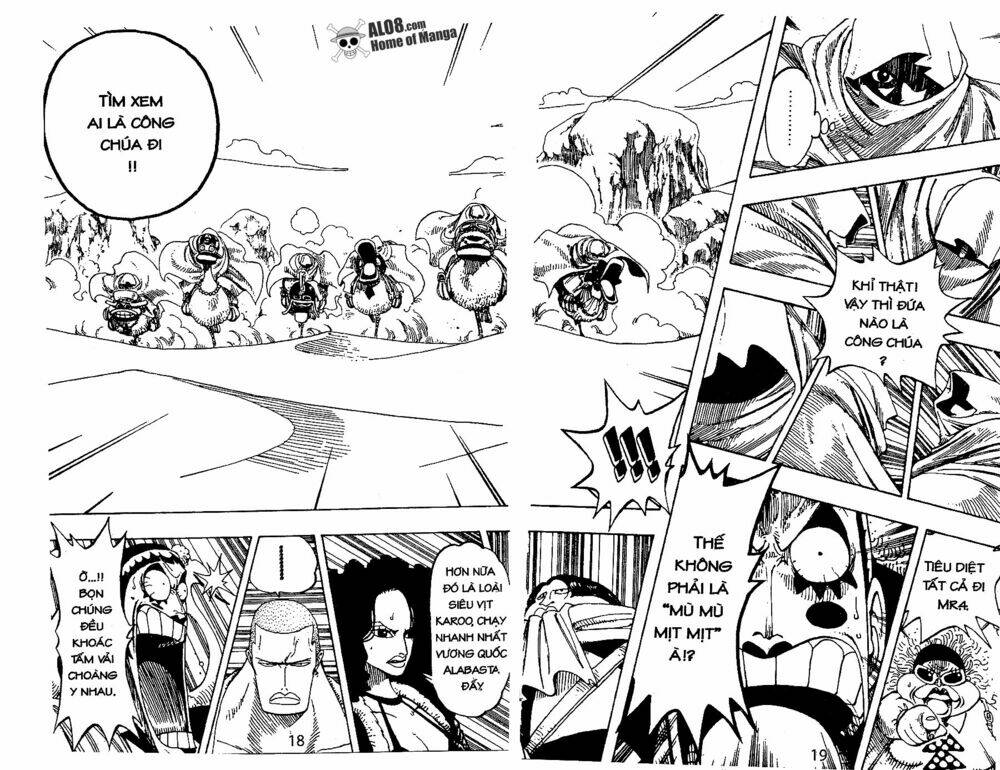 AL08.com
Home of Manga
TÌM XEM
AI LÀ CÔNG
CHÚA ĐI
!!
HƠN NỮA
ĐÓ LÀ LOẠI
SIÊU VỊT
KAROO, CHẠY
NHANH NHẤT
VƯƠNG QUỐC
ALABASTA
ĐẤY.
Ờ...!!
BỌN
CHÚNG
ĐỀU
KHOÁC
TẤM VẢI
CHOÀNG
Y NHAU.
18
KHỈ THẬT!
VẬY THÌ ĐỨA
NÀO LÀ
CÔNG CHÚA
?
!!!
THẾ
KHÔNG
PHẢI LÀ
"MÙ MÙ
MỊT MỊT"
À!?
TIÊU DIỆT
TẤT CẢ ĐI
MR4.
19